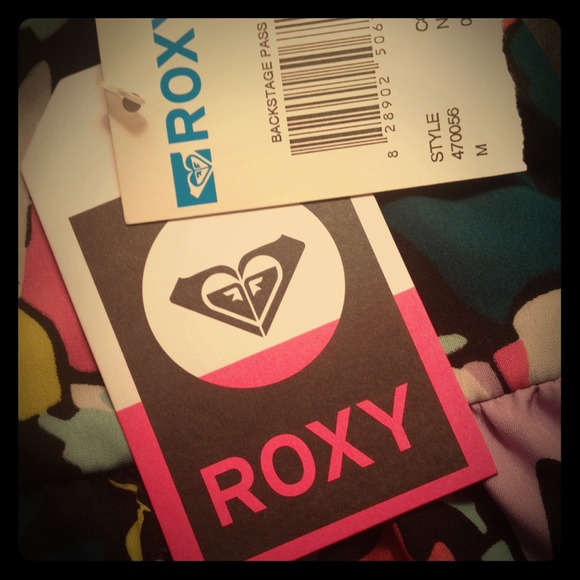 ROXY
BACKSTAGE PASS
8 28902 506
STYLE
470056
M
ROXY